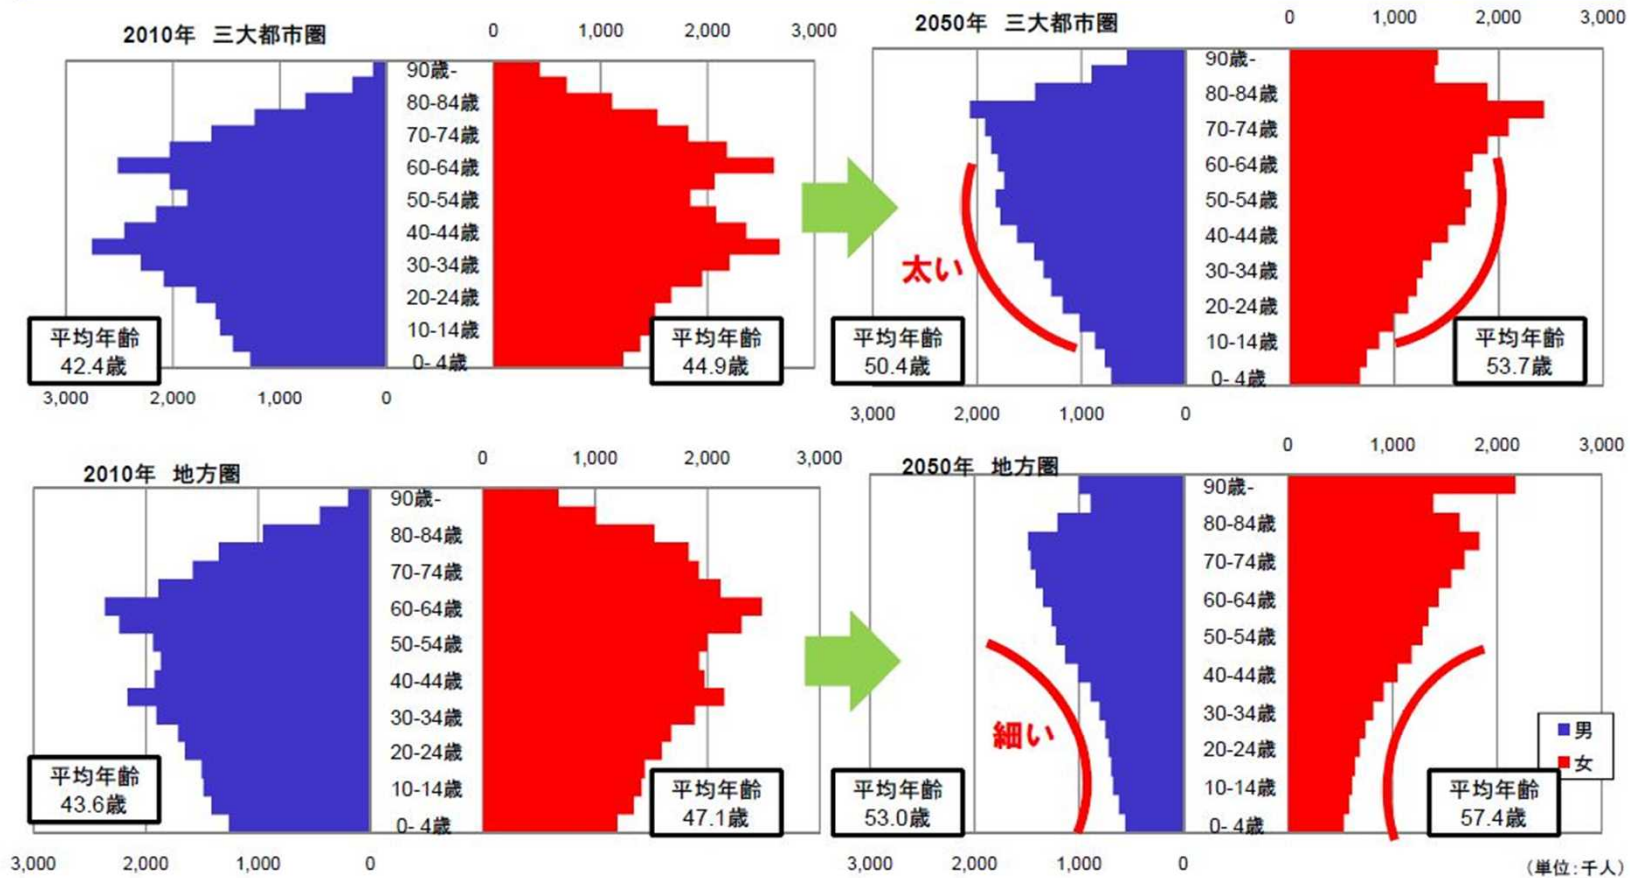 2010年 三大都市圏
0 1,000 2,000 3,000
90歳-
80-84歳
70-74歳
60-64歳
50-54歳
40-44歳
30-34歳
20-24歳
10-14歳
0- 4歳
平均年齢
42.4歳
平均年齢
44.9歳
3,000 2,000 1,000 0
2050年 三大都市圏
0 1,000 2,000 3,000
90歳-
80-84歳
70-74歳
60-64歳
50-54歳
40-44歳
30-34歳
20-24歳
10-14歳
0- 4歳
太い
平均年齢
50.4歳
平均年齢
53.7歳
3,000 2,000 1,000 0
2010年 地方圏
0 1,000 2,000 3,000
90歳-
80-84歳
70-74歳
60-64歳
50-54歳
40-44歳
30-34歳
20-24歳
10-14歳
0- 4歳
平均年齢
43.6歳
平均年齢
47.1歳
3,000 2,000 1,000 0
2050年 地方圏
0 1,000 2,000 3,000
90歳-
80-84歳
70-74歳
60-64歳
50-54歳
40-44歳
30-34歳
20-24歳
10-14歳
0- 4歳
細い
男
女
平均年齢
53.0歳
平均年齢
57.4歳
3,000 2,000 1,000 0
（単位：千人）